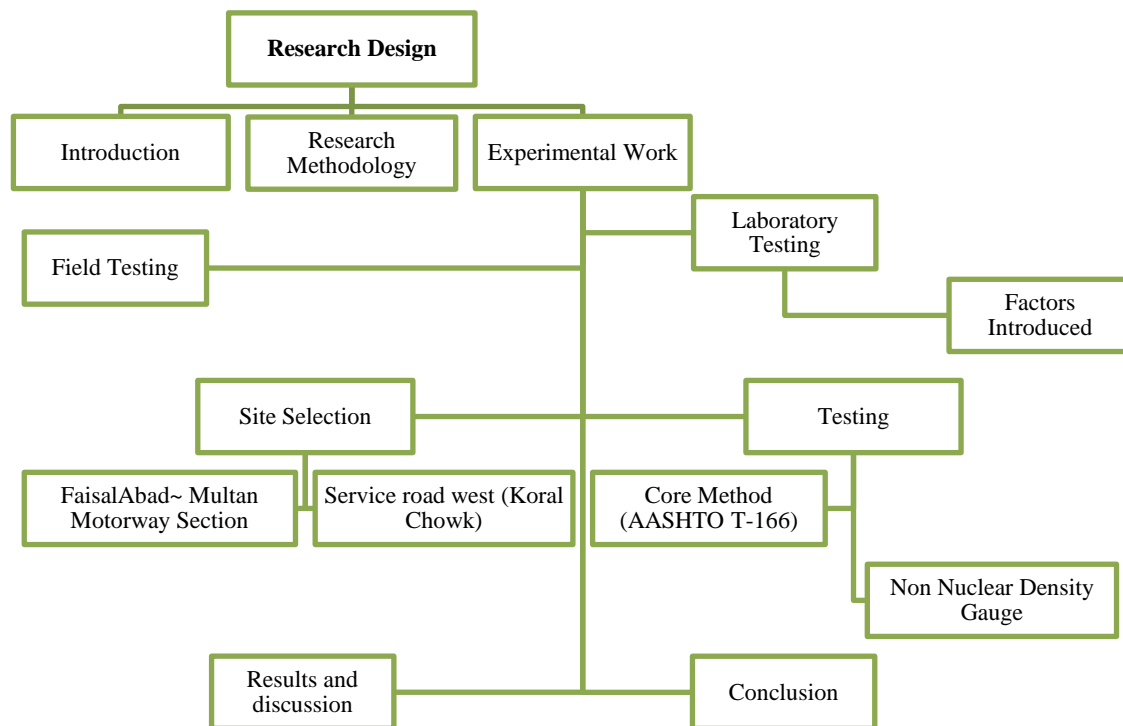 Research Design
Introduction
Research
Methodology
Experimental Work
Laboratory
Testing
Field Testing
Factors
Introduced
Site Selection
Testing
FaisalAbad~ Multan
Motorway Section
Service road west (Koral
Chowk)
Core Method
(AASHTO T-166)
Non Nuclear Density
Gauge
Results and
discussion
Conclusion